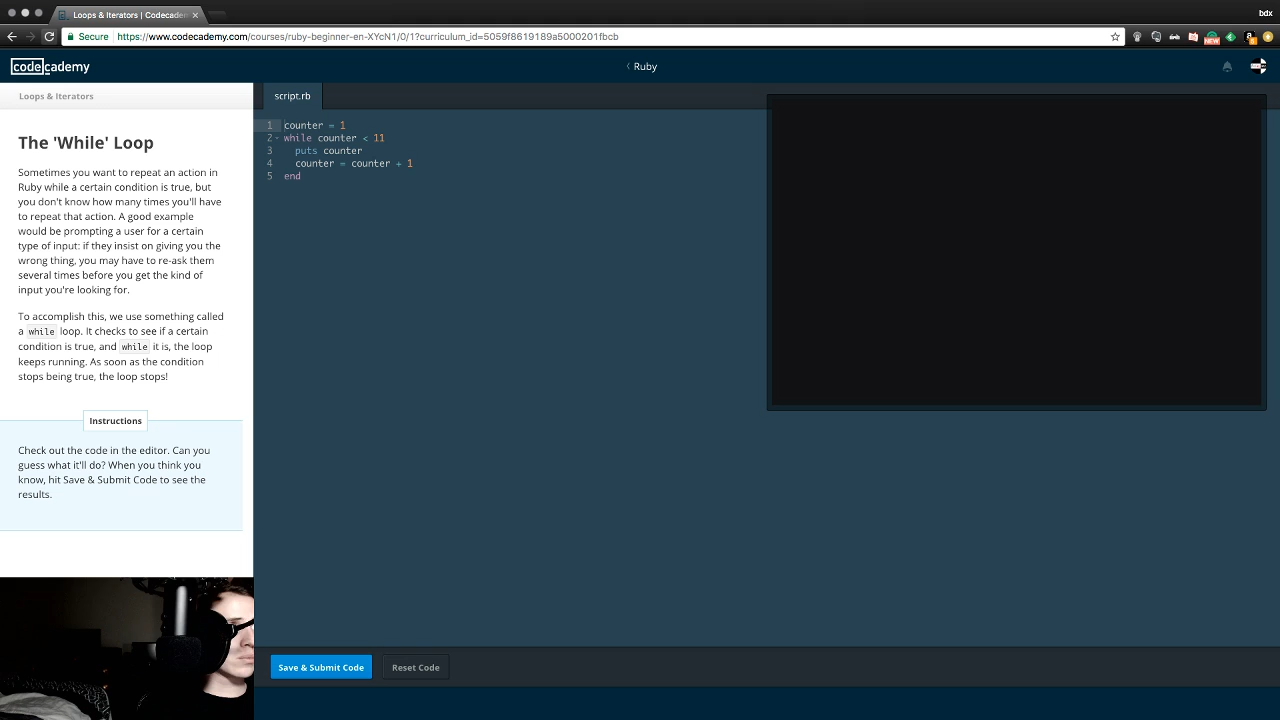 Loops & Iterators | Codecadem
bdx
Secure
https://www.codecademy.com/courses/ruby-beginner-en-XYcN1/0/1?curriculum_id=5059f8619189a5000201fbcb
NEW
codecademy
Ruby
Loops & Iterators
script.rb
The 'While' Loop
Sometimes you want to repeat an action in
Ruby while a certain condition is true, but
you don't know how many times you'll have
to repeat that action. A good example
would be prompting a user for a certain
type of input: if they insist on giving you the
wrong thing, you may have to re-ask them
several times before you get the kind of
input you're looking for.
To accomplish this, we use something called
a while loop. It checks to see if a certain
condition is true, and while it is, the loop
keeps running. As soon as the condition
stops being true, the loop stops!
Instructions
Check out the code in the editor. Can you
guess what it'll do? When you think you
know, hit Save & Submit Code to see the
results.
1 counter = 1
2 while counter < 11
3 puts counter
4 counter = counter + 1
5 end
Save & Submit Code
Reset Code